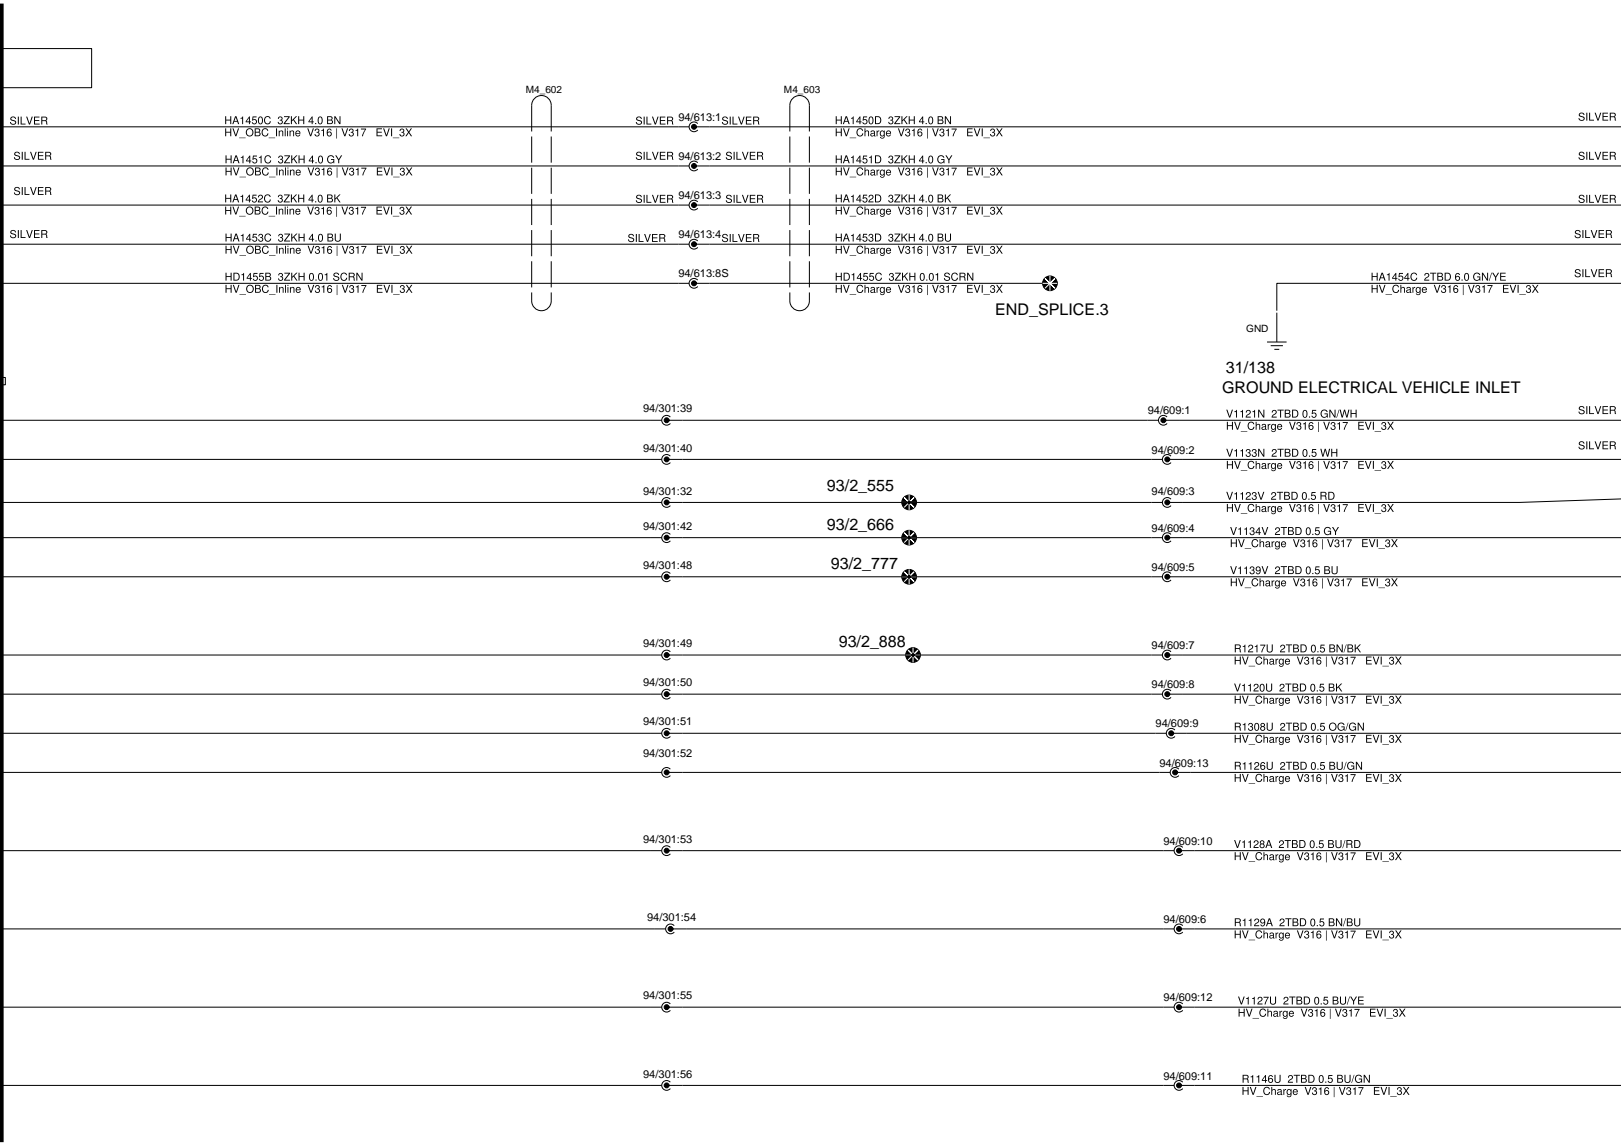 M4_602 M4_603
SILVER HA1450C 3ZKH 4.0 BN SILVER 94/613:1 SILVER HA1450D 3ZKH 4.0 BN SILVER
HV_OBC_Inline V316 | V317 EVI_3X HV_Charge V316 | V317 EVI_3X
SILVER HA1451C 3ZKH 4.0 GY SILVER 94/613:2 SILVER HA1451D 3ZKH 4.0 GY SILVER
HV_OBC_Inline V316 | V317 EVI_3X HV_Charge V316 | V317 EVI_3X
SILVER HA1452C 3ZKH 4.0 BK SILVER 94/613:3 SILVER HA1452D 3ZKH 4.0 BK SILVER
HV_OBC_Inline V316 | V317 EVI_3X HV_Charge V316 | V317 EVI_3X
SILVER HA1453C 3ZKH 4.0 BU SILVER 94/613:4 SILVER HA1453D 3ZKH 4.0 BU SILVER
HV_OBC_Inline V316 | V317 EVI_3X HV_Charge V316 | V317 EVI_3X
HD1455B 3ZKH 0.01 SCRN 94/613:8S HD1455C 3ZKH 0.01 SCRN HA1454C 2TBD 6.0 GN/YE SILVER
HV_OBC_Inline V316 | V317 EVI_3X HV_Charge V316 | V317 EVI_3X HV_Charge V316 | V317 EVI_3X
END_SPLICE.3
GND
31/138
GROUND ELECTRICAL VEHICLE INLET
94/301:39 94/609:1 V1121N 2TBD 0.5 GN/WH SILVER
HV_Charge V316 | V317 EVI_3X
94/301:40 94/609:2 V1133N 2TBD 0.5 WH SILVER
HV_Charge V316 | V317 EVI_3X
94/301:32 93/2_555 94/609:3 V1123V 2TBD 0.5 RD
HV_Charge V316 | V317 EVI_3X
94/301:42 93/2_666 94/609:4 V1134V 2TBD 0.5 GY
HV_Charge V316 | V317 EVI_3X
94/301:48 93/2_777 94/609:5 V1139V 2TBD 0.5 BU
HV_Charge V316 | V317 EVI_3X
94/301:49 93/2_888 94/609:7 R1217U 2TBD 0.5 BN/BK
HV_Charge V316 | V317 EVI_3X
94/301:50 94/609:8 V1120U 2TBD 0.5 BK
HV_Charge V316 | V317 EVI_3X
94/301:51 94/609:9 R1308U 2TBD 0.5 OG/GN
HV_Charge V316 | V317 EVI_3X
94/301:52 94/609:13 R1126U 2TBD 0.5 BU/GN
HV_Charge V316 | V317 EVI_3X
94/301:53 94/609:10 V1128A 2TBD 0.5 BU/RD
HV_Charge V316 | V317 EVI_3X
94/301:54 94/609:6 R1129A 2TBD 0.5 BN/BU
HV_Charge V316 | V317 EVI_3X
94/301:55 94/609:12 V1127U 2TBD 0.5 BU/YE
HV_Charge V316 | V317 EVI_3X
94/301:56 94/609:11 R1146U 2TBD 0.5 BU/GN
HV_Charge V316 | V317 EVI_3X